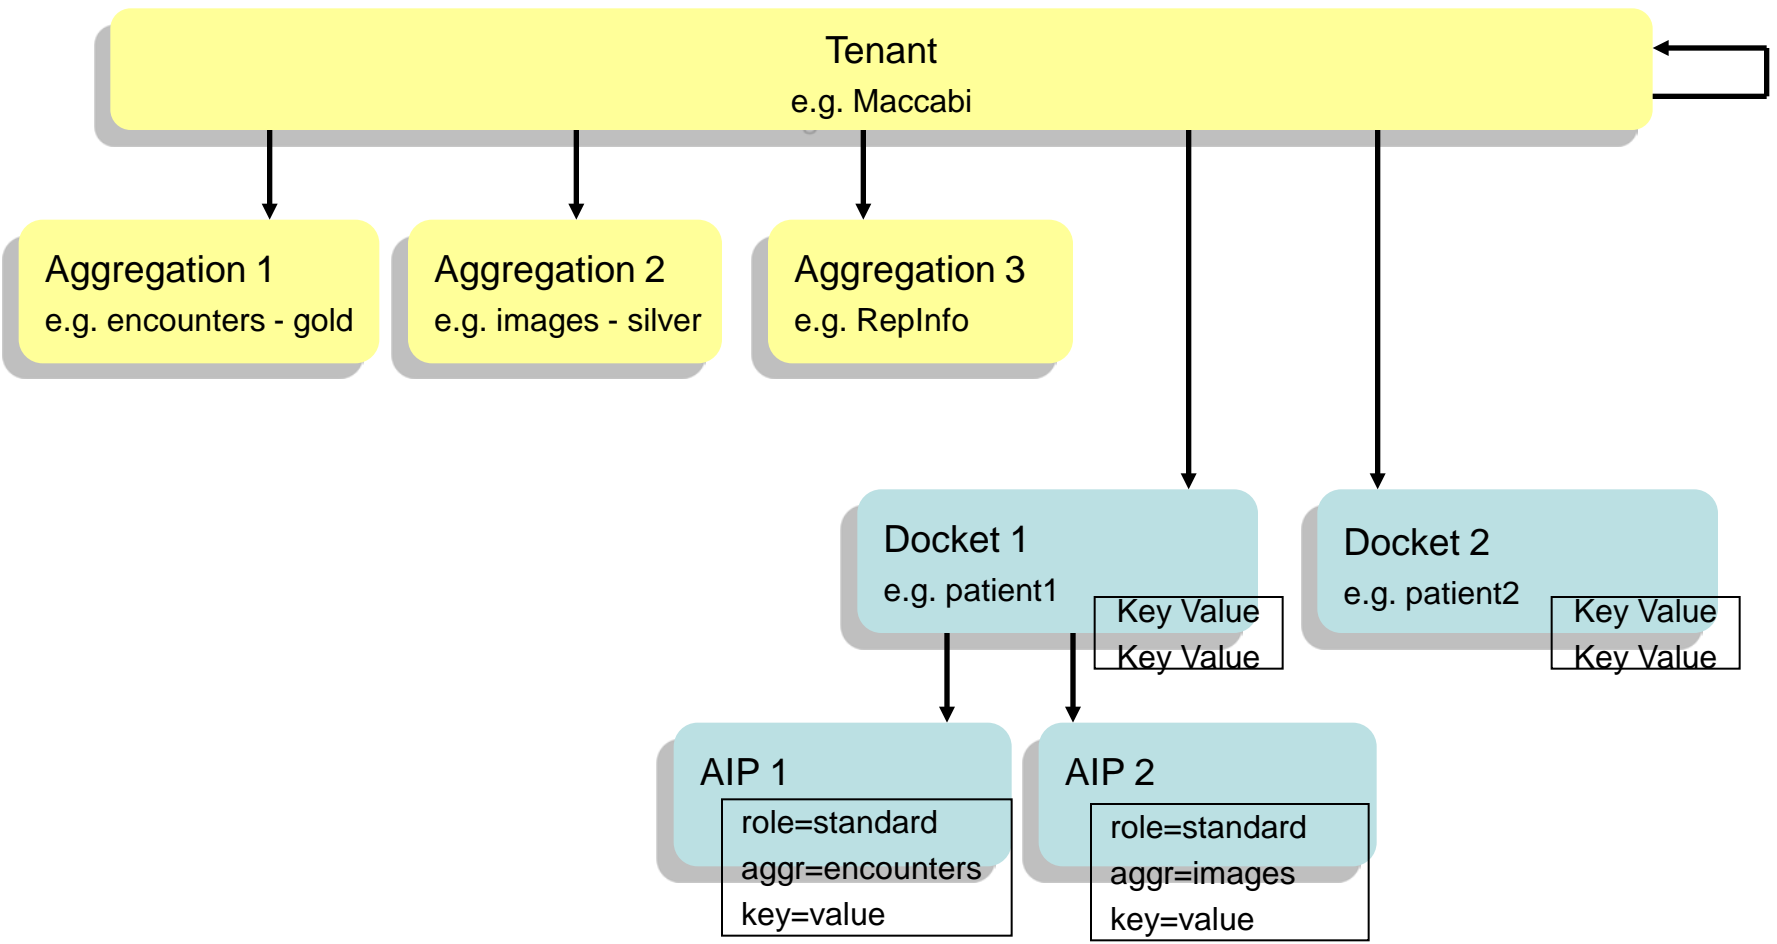 Tenant
e.g. Maccabi
Aggregation 1
e.g. encounters - gold
Aggregation 2
e.g. images - silver
Aggregation 3
e.g. RepInfo
Docket 1
e.g. patient1
Key Value
Key Value
Docket 2
e.g. patient2
Key Value
Key Value
AIP 1
role=standard
aggr=encounters
key=value
AIP 2
role=standard
aggr=images
key=value